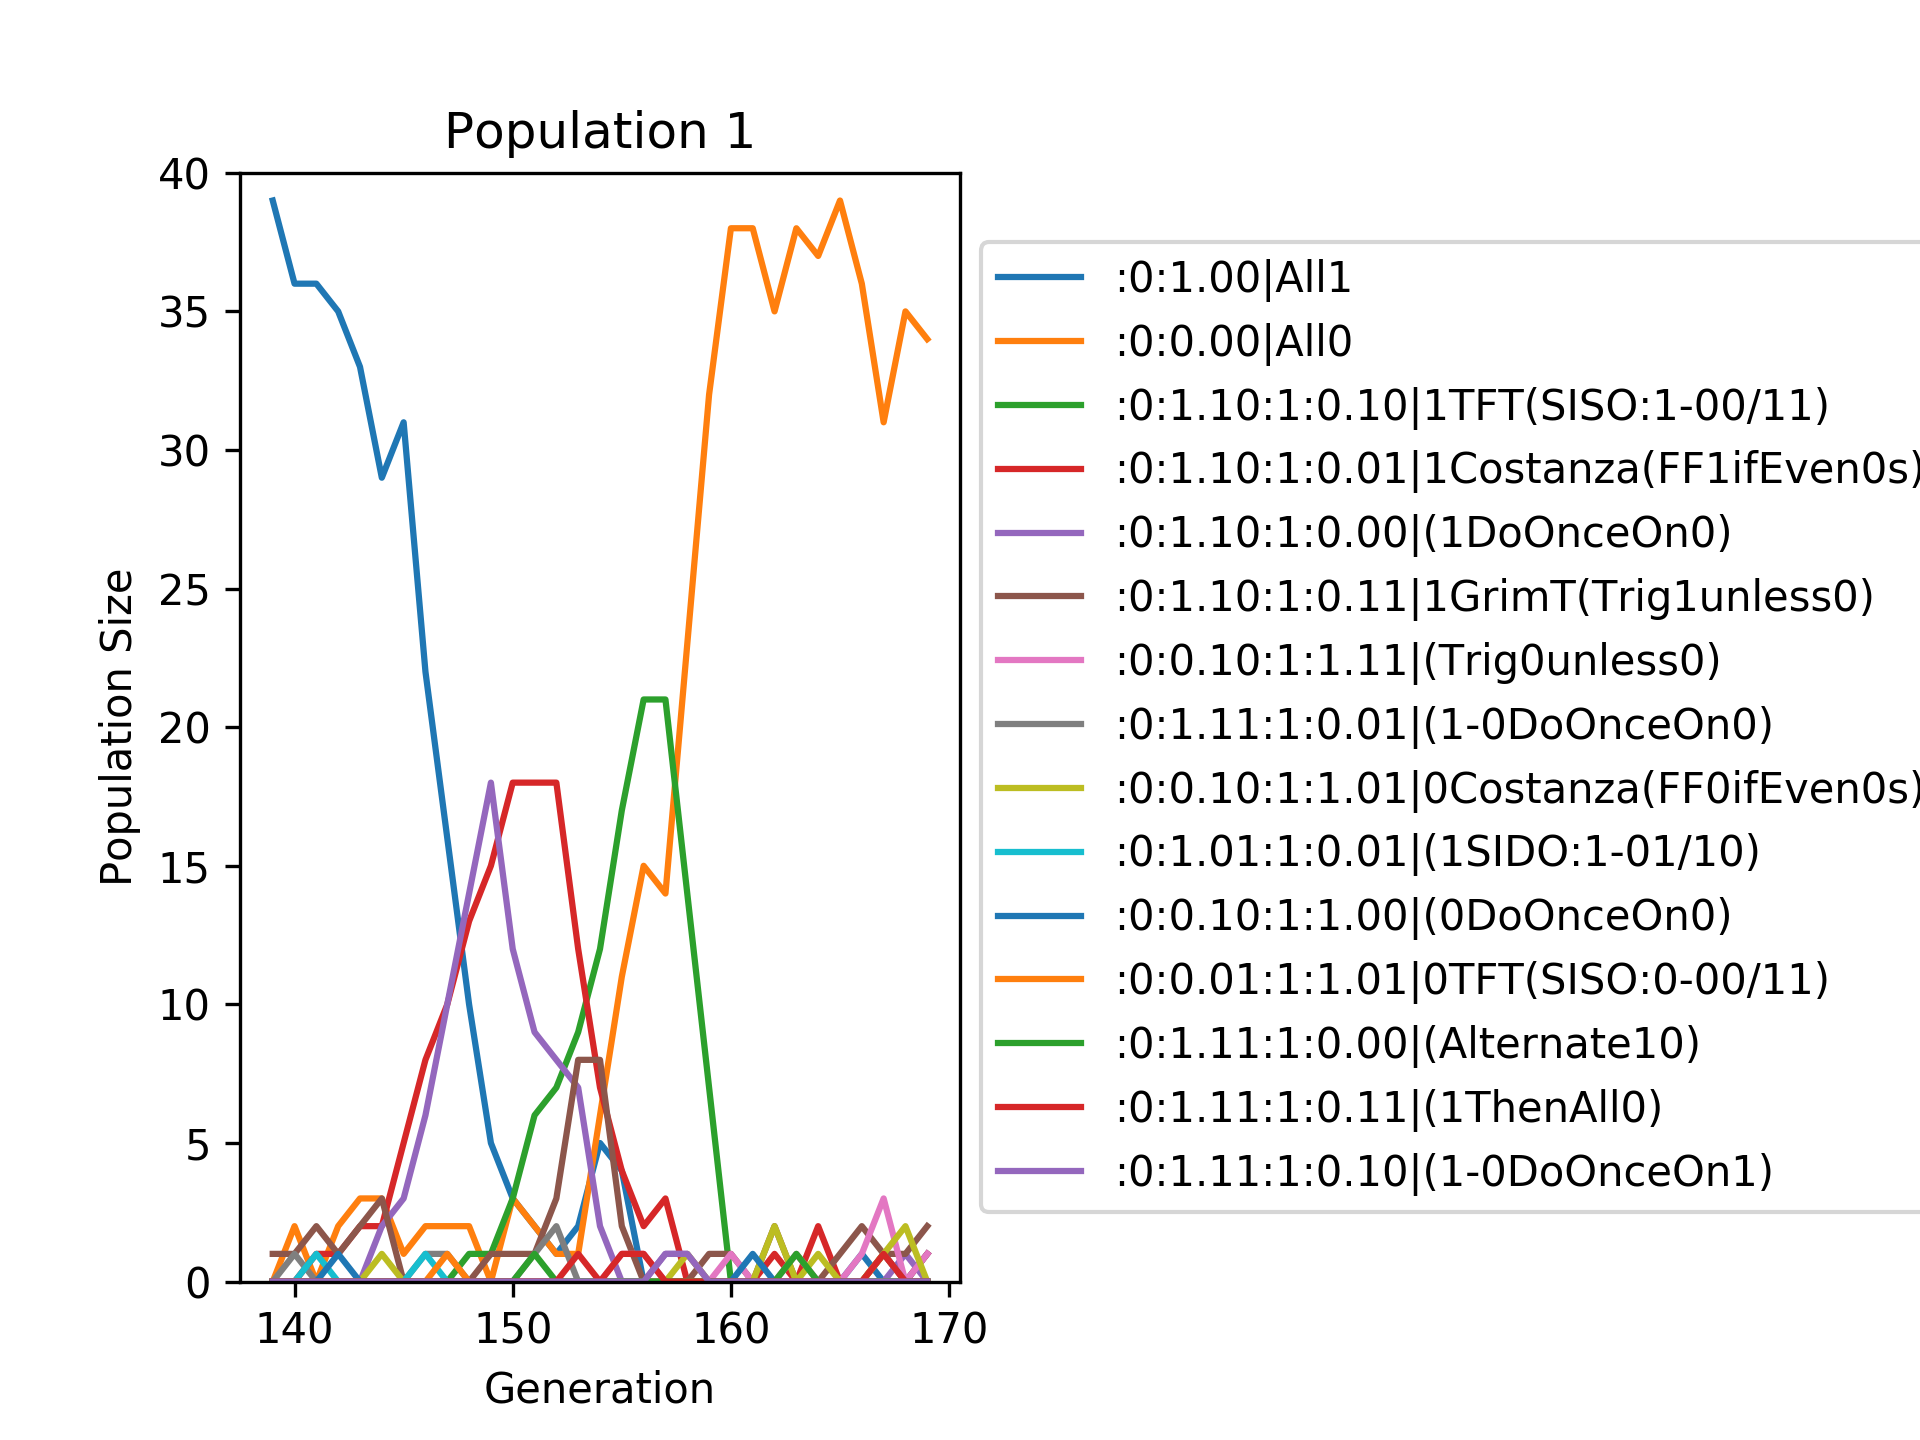 Population 1
40
35
30
25
20
15
10
5
0
Population Size
140 150 160 170
Generation
:0:1.00|All1
:0:0.00|All0
:0:1.10:1:0.10|1TFT(SISO:1-00/11)
:0:1.10:1:0.01|1Costanza(FF1ifEven0s)
:0:1.10:1:0.00|(1DoOnceOn0)
:0:1.10:1:0.11|1GrimT(Trig1unless0)
:0:0.10:1:1.11|(Trig0unless0)
:0:1.11:1:0.01|(1-0DoOnceOn0)
:0:0.10:1:1.01|0Costanza(FF0ifEven0s)
:0:1.01:1:0.01|(1SIDO:1-01/10)
:0:0.10:1:1.00|(0DoOnceOn0)
:0:0.01:1:1.01|0TFT(SISO:0-00/11)
:0:1.11:1:0.00|(Alternate10)
:0:1.11:1:0.11|(1ThenAll0)
:0:1.11:1:0.10|(1-0DoOnceOn1)